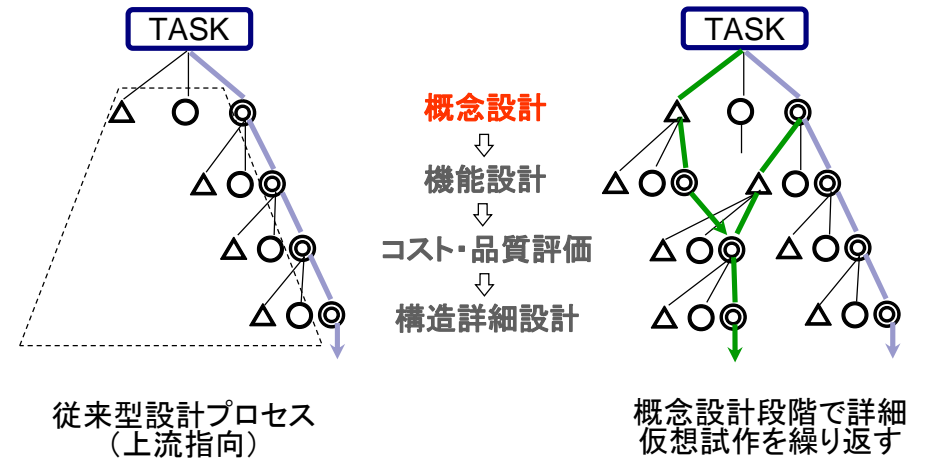 TASK
TASK
概念設計
機能設計
コスト・品質評価
構造詳細設計
従来型設計プロセス
（上流指向）
概念設計段階で詳細
仮想試作を繰り返す